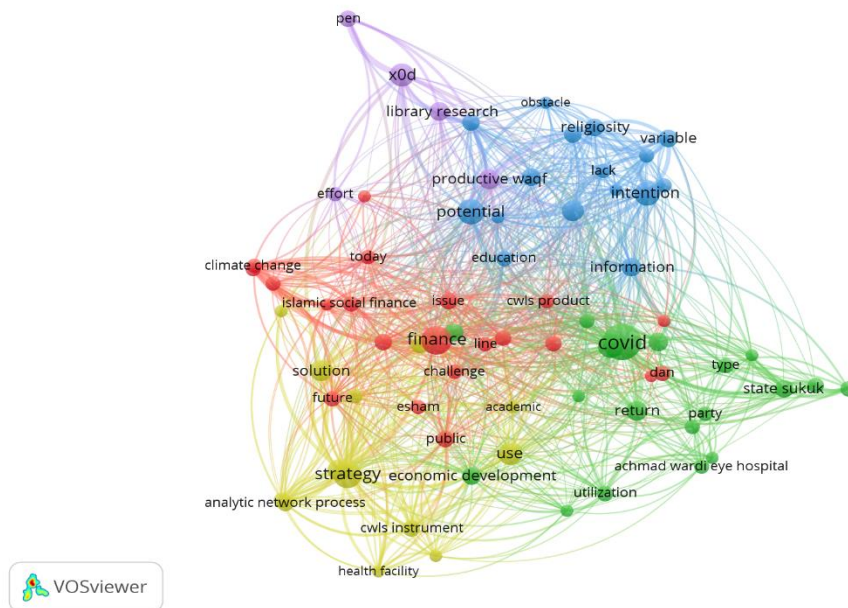 pen
x0d
obstacle
library research
religiosity
variable
lack
productive waqf
effort
intention
potential
today
education
climate change
information
islamic social finance
issue
cwls product
finance
line
covid
solution
challenge
dan
type
state sukuk
future
esham
academic
return
party
public
use
strategy
economic development
achmad wardi eye hospital
analytic network process
utilization
cwls instrument
health facility
VOSviewer